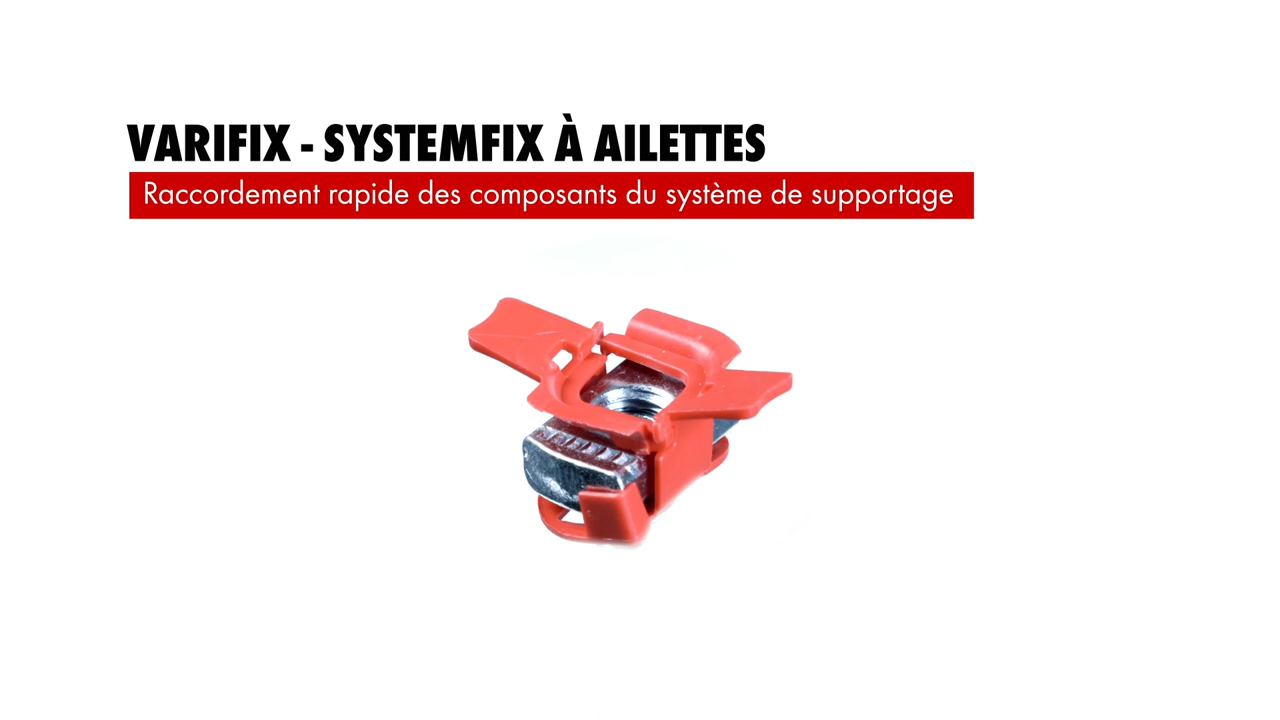 VARIFIX - SYSTEMFIX À AILETTES
Raccordement rapide des composants du système de supportage